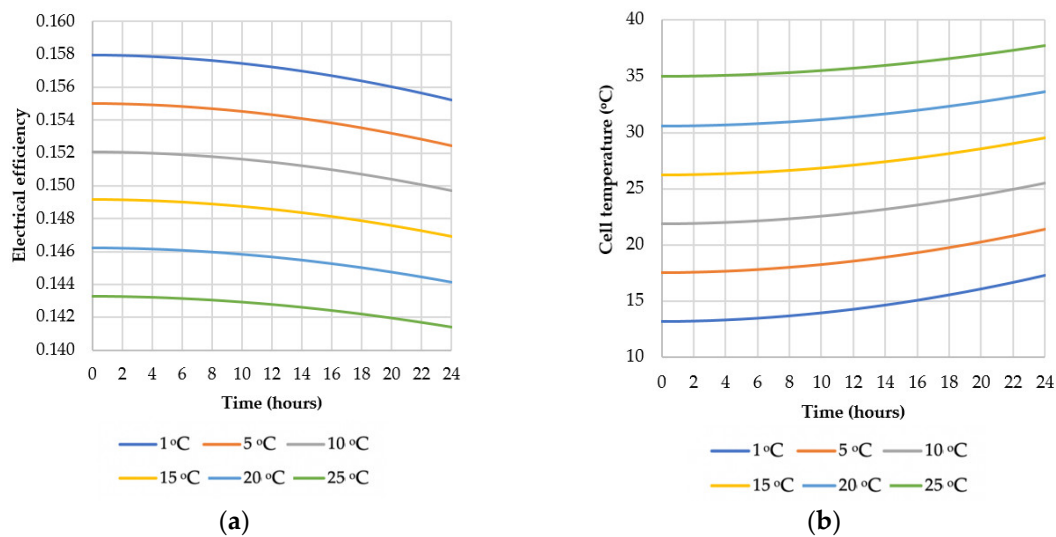 0.160
0.158
0.156
0.154
0.152
0.150
0.148
0.146
0.144
0.142
0.140
Electrical efficiency
0 2 4 6 8 10 12 14 16 18 20 22 24
Time (hours)
1 ºC 5 ºC 10 ºC
15 ºC 20 ºC 25 ºC
(a)
40
35
30
25
20
15
10
Cell temperature (ºC)
0 2 4 6 8 10 12 14 16 18 20 22 24
Time (hours)
1 ºC 5 ºC 10 ºC
15 ºC 20 ºC 25 ºC
(b)